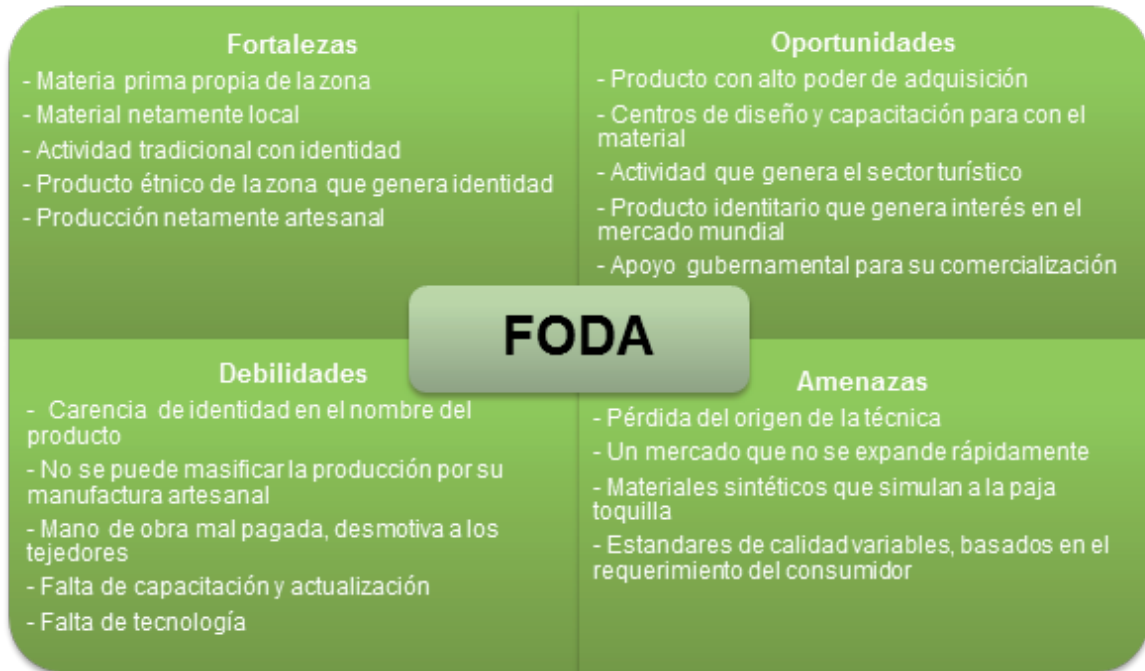 Fortalezas
- Materia prima propia de la zona
- Material netamente local
- Actividad tradicional con identidad
- Producto étnico de la zona que genera identidad
- Producción netamente artesanal
Oportunidades
- Producto con alto poder de adquisición
- Centros de diseño y capacitación para con el
material
- Actividad que genera el sector turístico
- Producto identitario que genera interés en el
mercado mundial
- Apoyo gubernamental para su comercialización
FODA
Debilidades
- Carencia de identidad en el nombre del
producto
- No se puede masificar la producción por su
manufactura artesanal
- Mano de obra mal pagada, desmotiva a los
tejedores
- Falta de capacitación y actualización
- Falta de tecnología
Amenazas
- Pérdida del origen de la técnica
- Un mercado que no se expande rápidamente
- Materiales sintéticos que simulan a la paja
toquilla
- Estandares de calidad variables, basados en el
requerimiento del consumidor